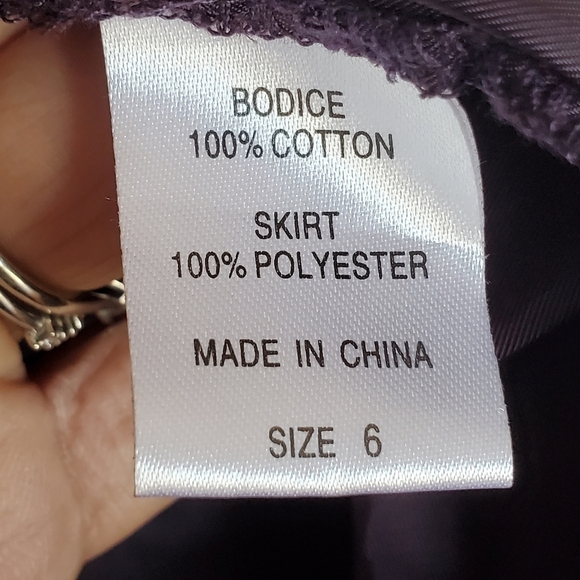 BODICE
100% COTTON
SKIRT
100% POLYESTER
MADE IN CHINA
SIZE 6